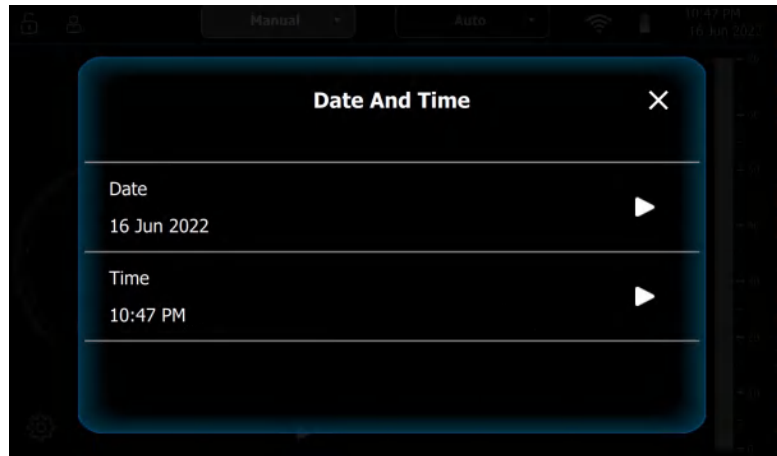 Manual
Auto
10:47 PM
16 Jun 2022
Date And Time
Date
16 Jun 2022
Time
10:47 PM